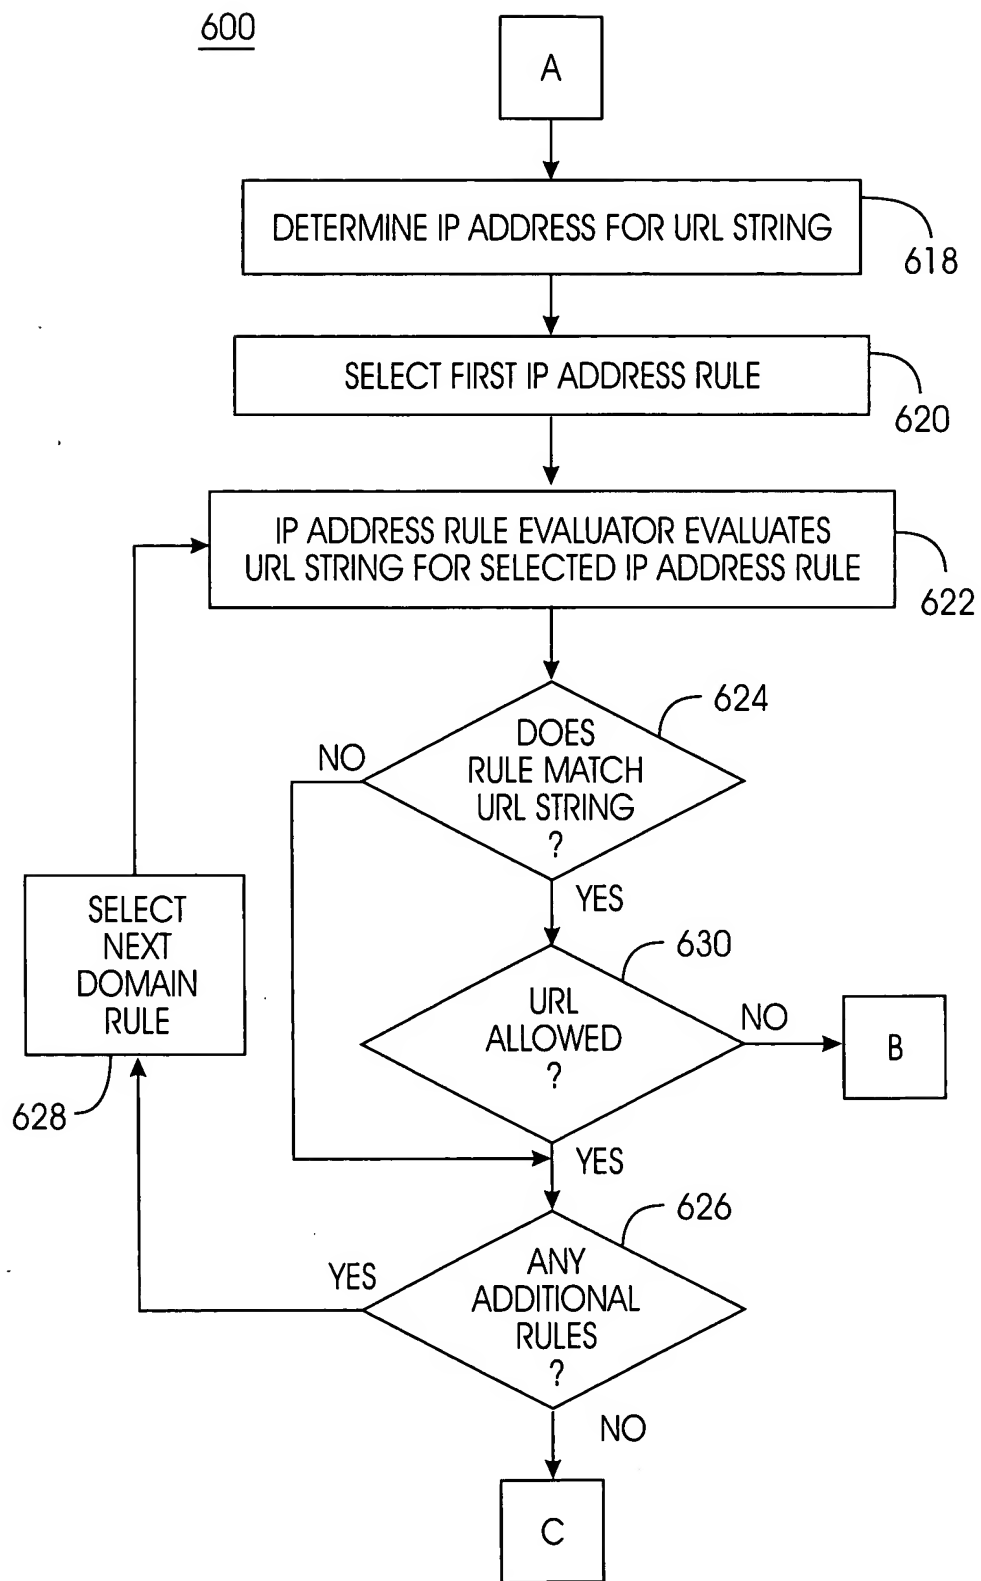 600
A
DETERMINE IP ADDRESS FOR URL STRING
618
SELECT FIRST IP ADDRESS RULE
620
IP ADDRESS RULE EVALUATOR EVALUATES
URL STRING FOR SELECTED IP ADDRESS RULE
622
624
DOES
RULE MATCH
URL STRING
?
NO
YES
SELECT
NEXT
DOMAIN
RULE
628
630
URL
ALLOWED
?
NO
B
YES
626
ANY
ADDITIONAL
RULES
?
YES
NO
C